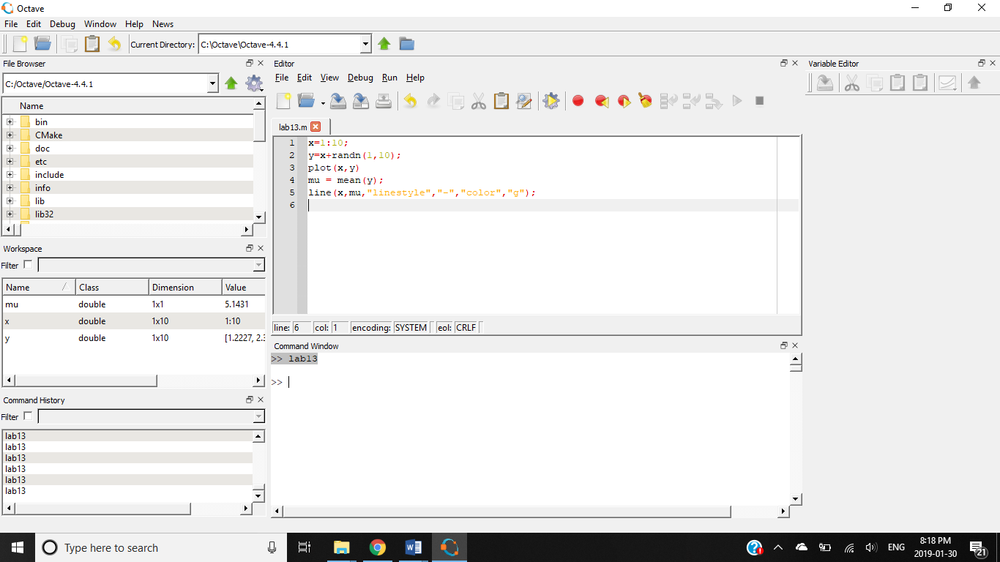 Octave
File Edit Debug Window Help News
Current Directory: C:\Octave\Octave-4.4.1
File Browser
C:/Octave/Octave-4.4.1
Name
bin
CMake
doc
etc
include
info
lib
lib32
Workspace
Filter
Name Class Dimension Value
mu double 1x1 5.1431
x double 1x10 1:10
y double 1x10 [1.2227, 2.3
Command History
Filter
lab13
lab13
lab13
lab13
lab13
lab13
Editor
File Edit View Debug Run Help
lab13.m
1 x=1:10;
2 y=x+randn(1,10);
3 plot(x,y)
4 mu = mean(y);
5 line(x,mu,"linestyle","-","color","g");
6
line: 6 col: 1 encoding: SYSTEM eol: CRLF
Command Window
>> lab13
>>
Variable Editor
Type here to search
ENG
8:18 PM
2019-01-30
21